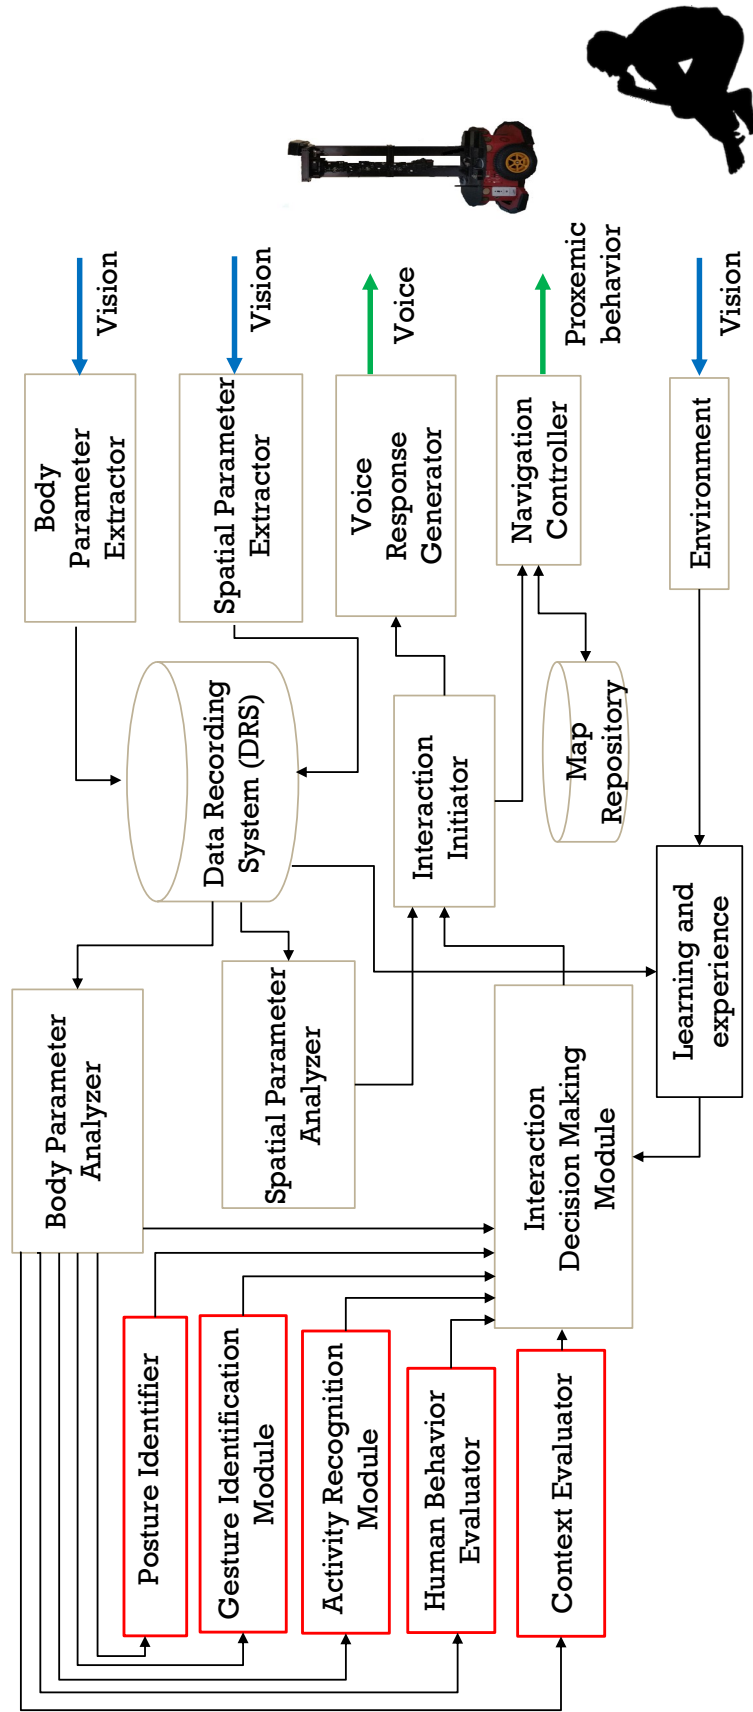 Posture Identifier
Gesture Identification
Module
Activity Recognition
Module
Human Behavior
Evaluator
Context Evaluator
Body Parameter
Analyzer
Spatial Parameter
Analyzer
Interaction
Decision Making
Module
Data Recording
System (DRS)
Interaction
Initiator
Map
Repository
Learning and
experience
Body
Parameter
Extractor
Spatial Parameter
Extractor
Voice
Response
Generator
Navigation
Controller
Environment
Vision
Vision
Voice
Proxemic
behavior
Vision